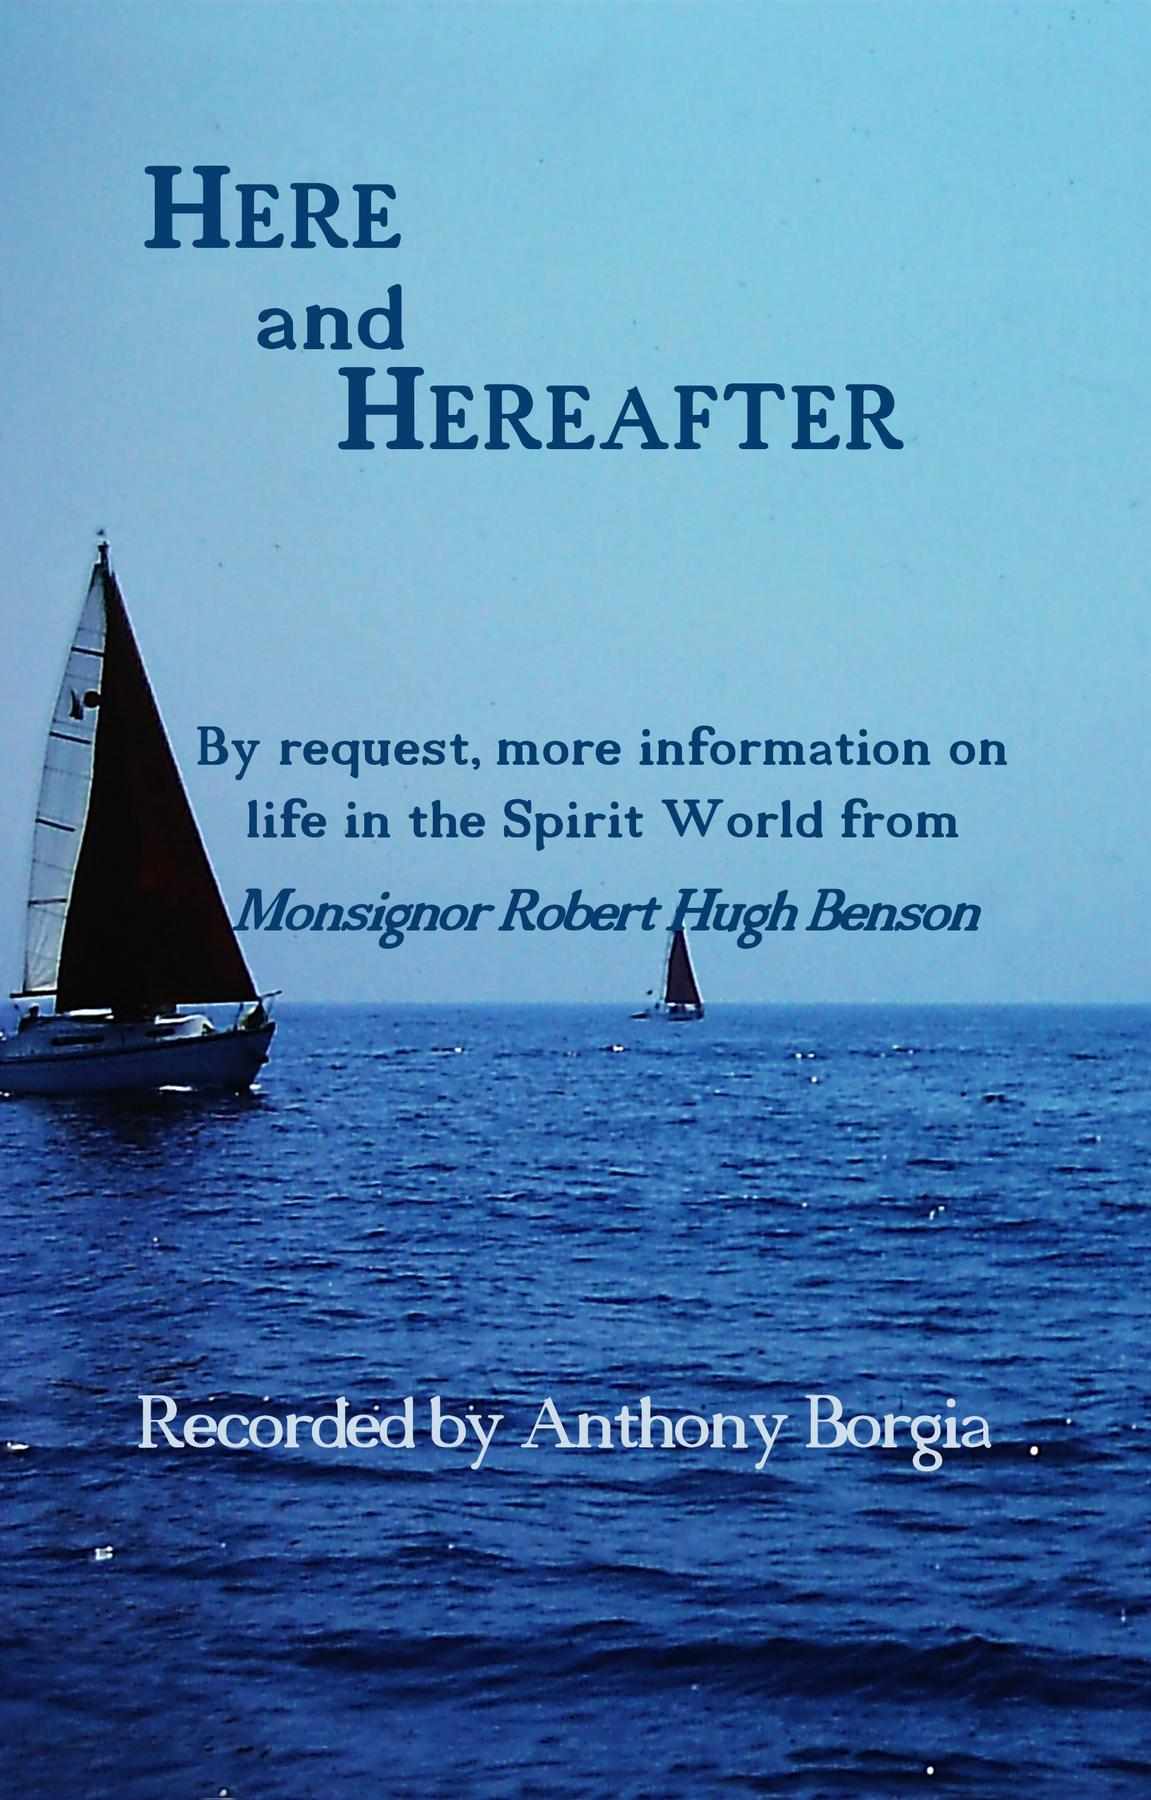 HERE
and
HEREAFTER
By request, more information on
life in the Spirit World from
Monsignor Robert Hugh Benson
Recorded by Anthony Borgia